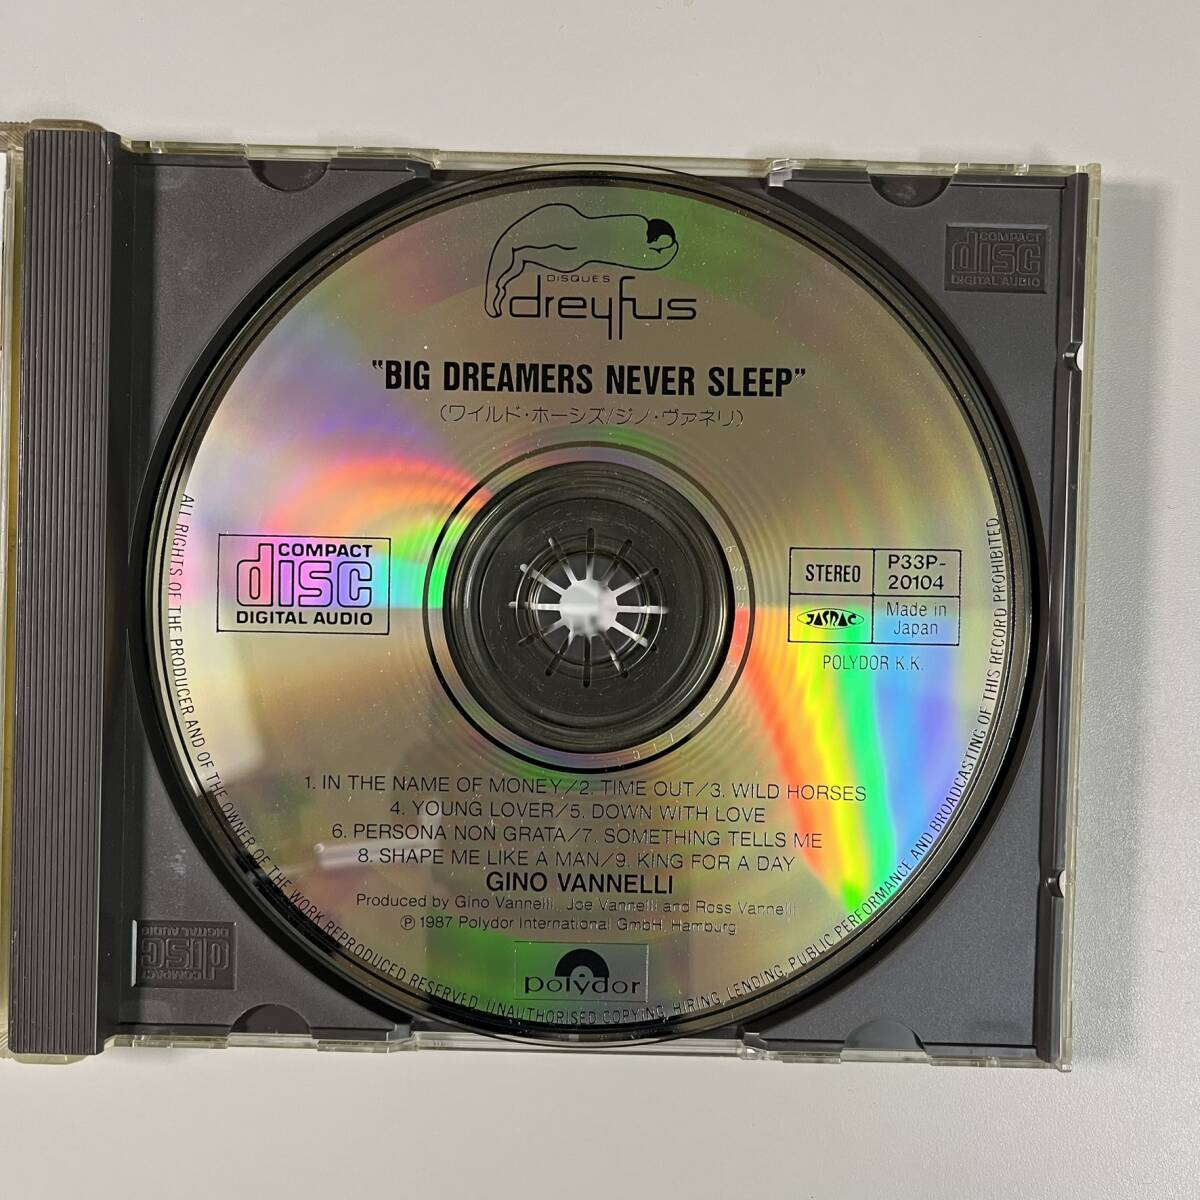 DISQUES
dreyfus
"BIG DREAMERS NEVER SLEEP"
(ワイルド・ホーシズ/ジノ・ヴァネリ)
COMPACT
disc
DIGITAL AUDIO
STEREO
P33P-
20104
JASRAC
Made in
Japan
POLYDOR K.K.
1. IN THE NAME OF MONEY/2. TIME OUT/3. WILD HORSES
4. YOUNG LOVER/5. DOWN WITH LOVE
6. PERSONA NON GRATA/7. SOMETHING TELLS ME
8. SHAPE ME LIKE A MAN/9. KING FOR A DAY
GINO VANNELLI
Produced by Gino Vannelli, Joe Vannelli and Ross Vannelli
℗ 1987 Polydor International GmbH, Hamburg
polydor
ALL RIGHTS OF THE PRODUCER AND OF THE OWNER OF THE WORK REPRODUCED RESERVED. UNAUTHORISED COPYING, HIRING, LENDING, PUBLIC PERFORMANCE AND BROADCASTING OF THIS RECORD PROHIBITED
COMPACT
disc
DIGITAL AUDIO
COMPACT
disc
DIGITAL AUDIO